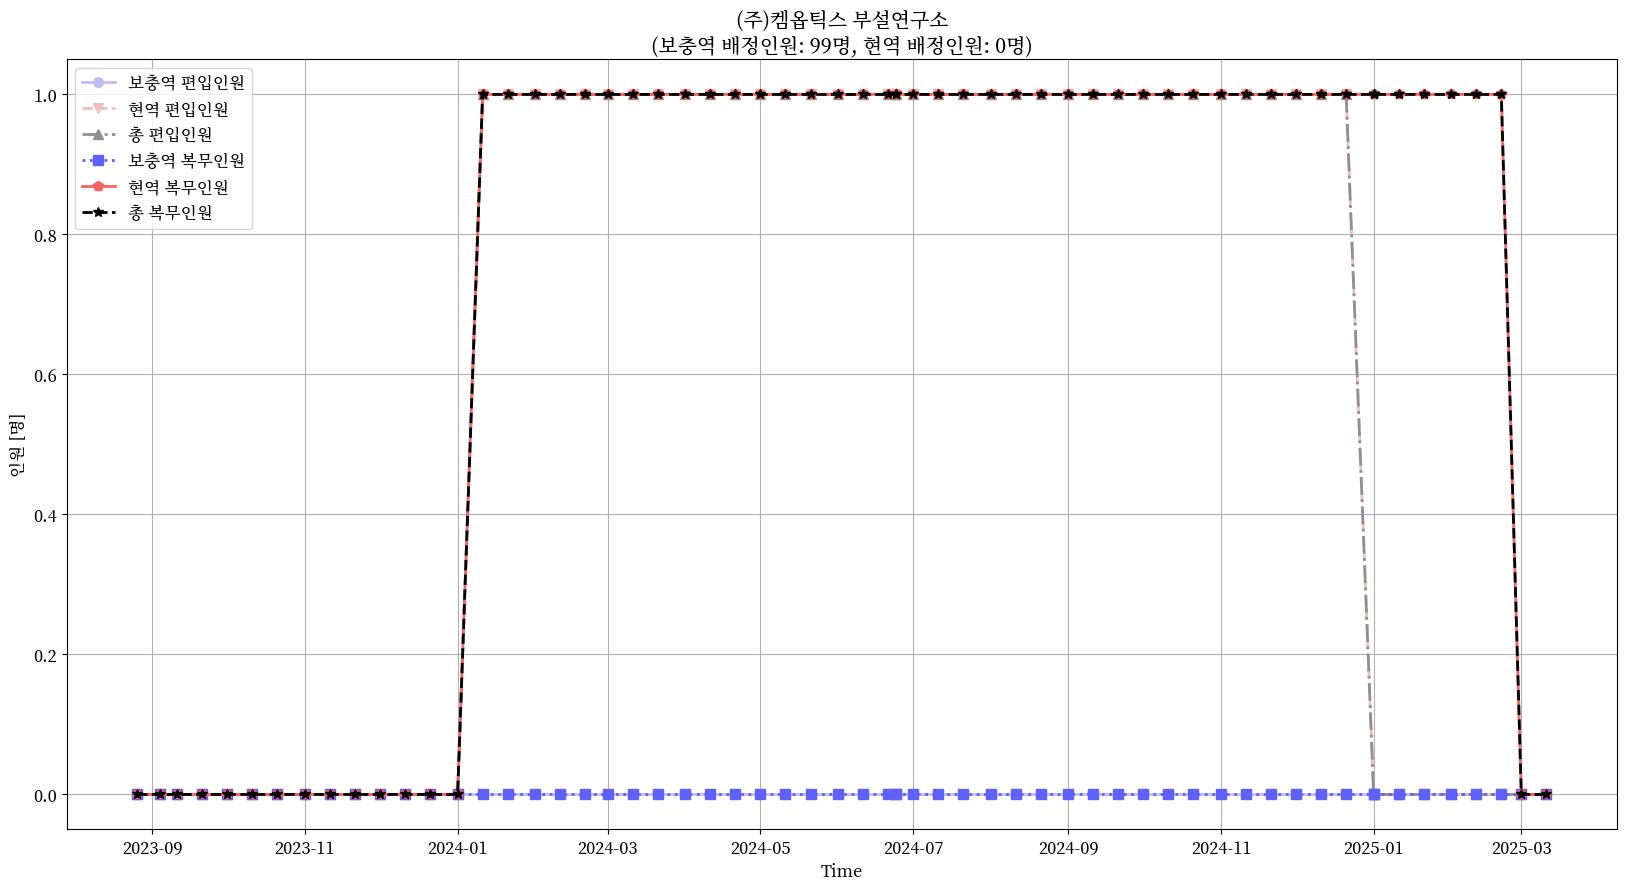 (주)켐옵틱스 부설연구소
(보충역 배정인원: 99명, 현역 배정인원: 0명)
보충역 편입인원
현역 편입인원
총 편입인원
보충역 복무인원
현역 복무인원
총 복무인원
1.0
0.8
0.6
0.4
0.2
0.0
인원 [명]
2023-09 2023-11 2024-01 2024-03 2024-05 2024-07 2024-09 2024-11 2025-01 2025-03
Time